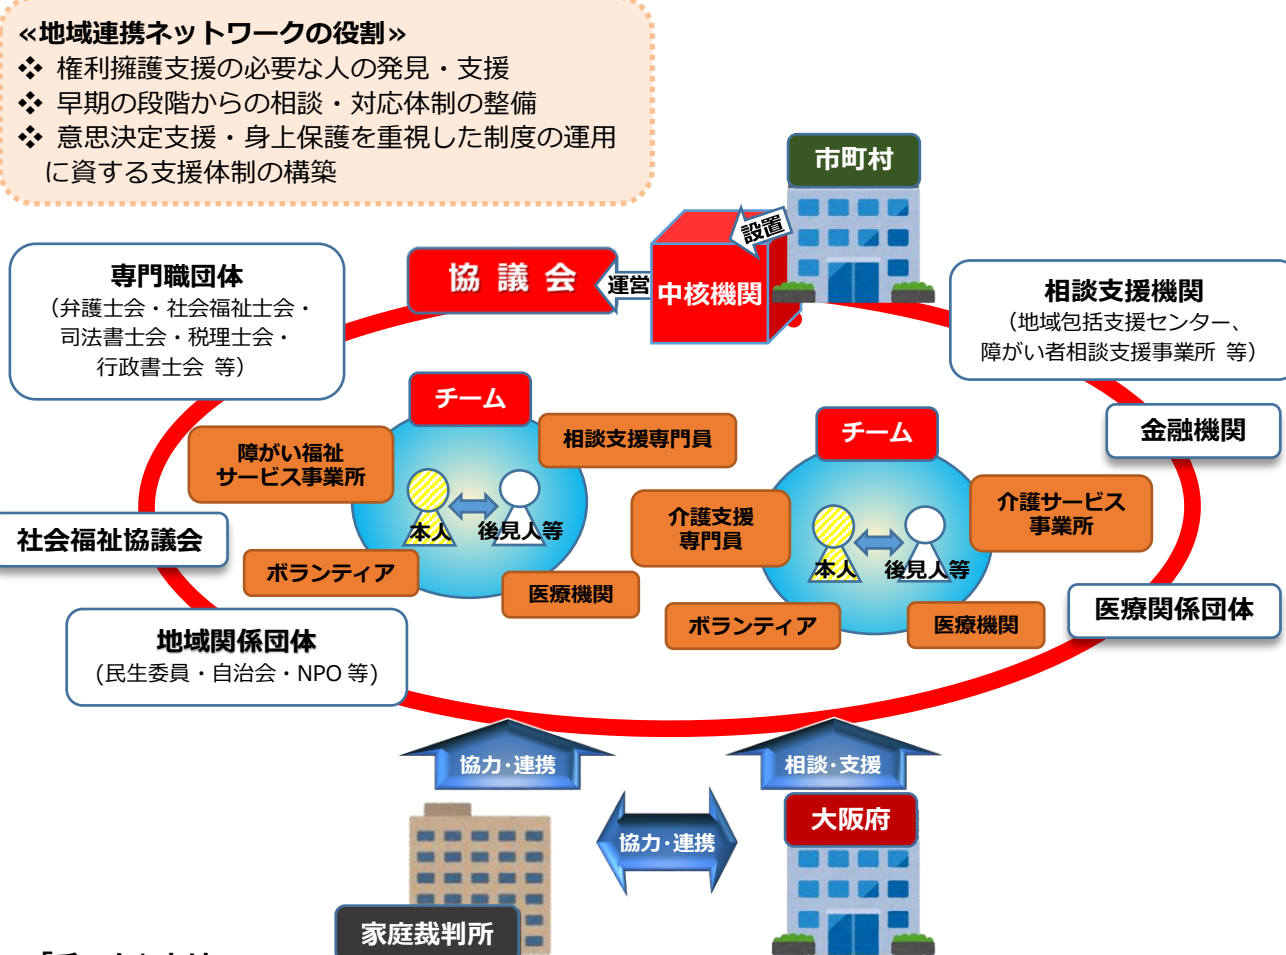 ≪地域連携ネットワークの役割≫
❖ 権利擁護支援の必要な人の発見・支援
❖ 早期の段階からの相談・対応体制の整備
❖ 意思決定支援・身上保護を重視した制度の運用
に資する支援体制の構築
市町村
設置
協議会
運営
中核機関
専門職団体
（弁護士会・社会福祉士会・
司法書士会・税理士会・
行政書士会 等）
相談支援機関
（地域包括支援センター、
障がい者相談支援事業所 等）
金融機関
チーム
障がい福祉
サービス事業所
相談支援専門員
本人
後見人等
ボランティア
医療機関
チーム
介護支援
専門員
介護サービス
事業所
本人
後見人等
ボランティア
医療機関
社会福祉協議会
医療関係団体
地域関係団体
(民生委員・自治会・NPO 等)
協力・連携
相談・支援
協力・連携
大阪府
家庭裁判所